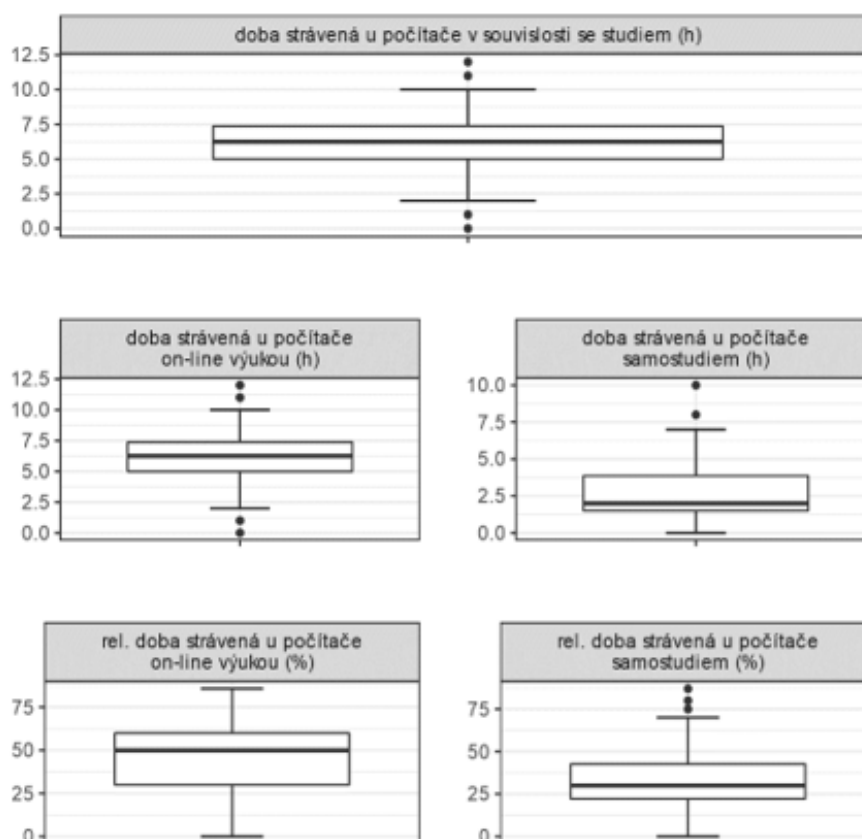 doba strávená u počítače v souvislosti se studiem (h)
12.5
10.0
7.5
5.0
2.5
0.0
doba strávená u počítače
on-line výukou (h)
12.5
10.0
7.5
5.0
2.5
0.0
doba strávená u počítače
samostudiem (h)
10.0
7.5
5.0
2.5
0.0
rel. doba strávená u počítače
on-line výukou (%)
75
50
25
0
rel. doba strávená u počítače
samostudiem (%)
75
50
25
0